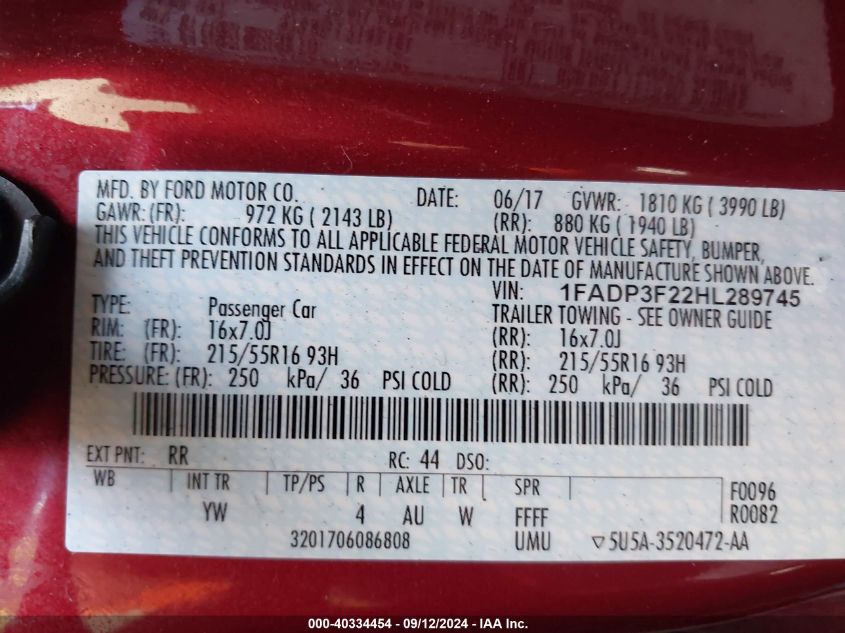 MFD. BY FORD MOTOR CO. DATE: 06/17 GVWR: 1810 KG ( 3990 LB)
GAWR: (FR): 972 KG ( 2143 LB) (RR): 880 KG ( 1940 LB)
THIS VEHICLE CONFORMS TO ALL APPLICABLE FEDERAL MOTOR VEHICLE SAFETY, BUMPER,
AND THEFT PREVENTION STANDARDS IN EFFECT ON THE DATE OF MANUFACTURE SHOWN ABOVE.
VIN: 1FADP3F22HL289745
TYPE: Passenger Car TRAILER TOWING - SEE OWNER GUIDE
RIM: (FR): 16x7.0J (RR): 16x7.0J
TIRE: (FR): 215/55R16 93H (RR): 215/55R16 93H
PRESSURE: (FR): 250 kPa/ 36 PSI COLD (RR): 250 kPa/ 36 PSI COLD
EXT PNT: RR RC: 44 DSO:
WB INT TR TP/PS R AXLE TR SPR F0096
YW 4 AU W FFFF R0082
3201706086808 UMU ▽5U5A-3520472-AA
000-40334454 - 09/12/2024 - IAA Inc.